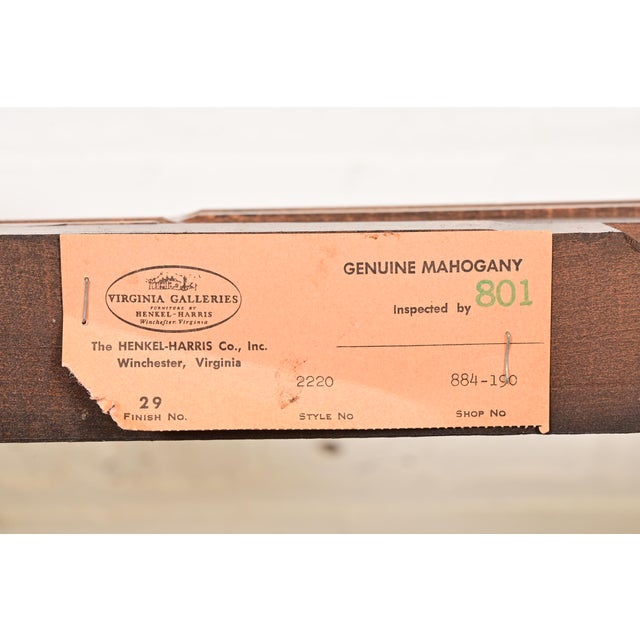 VIRGINIA GALLERIES
FURNITURE BY
HENKEL-HARRIS
Winchester, Virginia
The HENKEL-HARRIS Co., Inc.
Winchester, Virginia
GENUINE MAHOGANY
Inspected by 801
29 2220 884-190
FINISH NO. STYLE NO SHOP NO